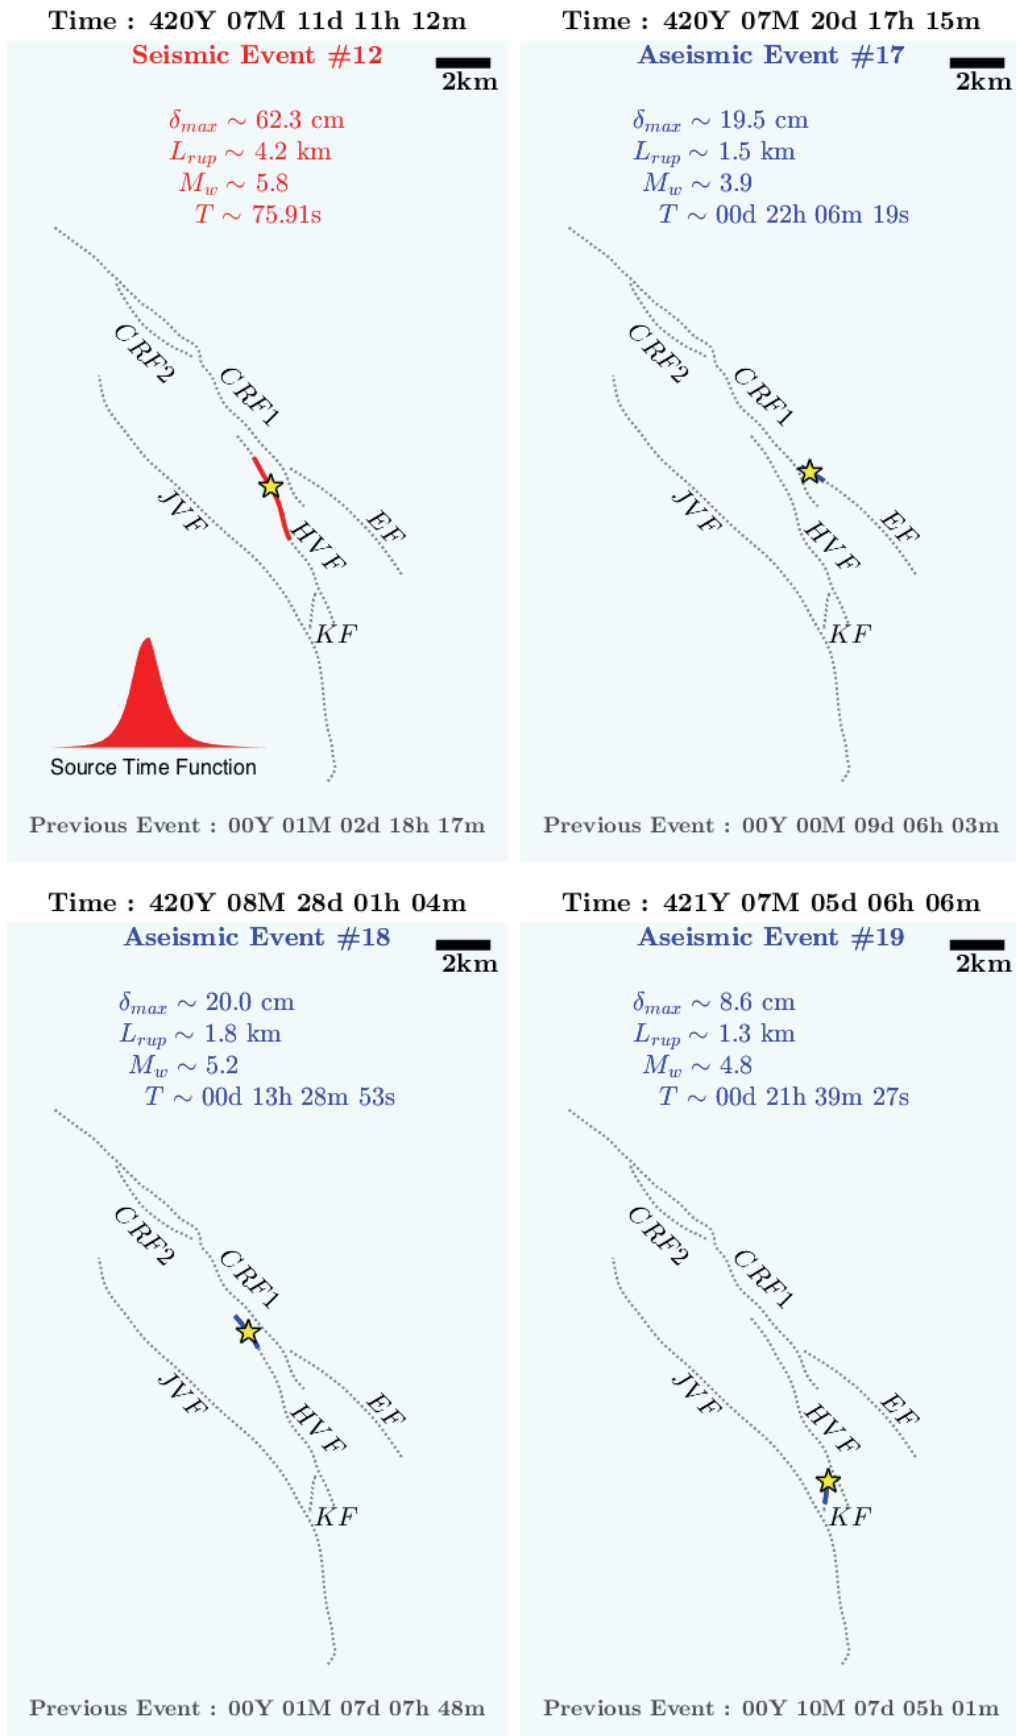 Time : 420Y 07M 11d 11h 12m
Seismic Event #12
2km
δmax ∼ 62.3 cm
Lrup ∼ 4.2 km
Mw ∼ 5.8
T ∼ 75.91s
CRF2
CRF1
JVF
HVF
EF
KF
Source Time Function
Previous Event : 00Y 01M 02d 18h 17m
Time : 420Y 07M 20d 17h 15m
Aseismic Event #17
2km
δmax ∼ 19.5 cm
Lrup ∼ 1.5 km
Mw ∼ 3.9
T ∼ 00d 22h 06m 19s
CRF2
CRF1
JVF
HVF
EF
KF
Previous Event : 00Y 00M 09d 06h 03m
Time : 420Y 08M 28d 01h 04m
Aseismic Event #18
2km
δmax ∼ 20.0 cm
Lrup ∼ 1.8 km
Mw ∼ 5.2
T ∼ 00d 13h 28m 53s
CRF2
CRF1
JVF
HVF
EF
KF
Previous Event : 00Y 01M 07d 07h 48m
Time : 421Y 07M 05d 06h 06m
Aseismic Event #19
2km
δmax ∼ 8.6 cm
Lrup ∼ 1.3 km
Mw ∼ 4.8
T ∼ 00d 21h 39m 27s
CRF2
CRF1
JVF
HVF
EF
KF
Previous Event : 00Y 10M 07d 05h 01m